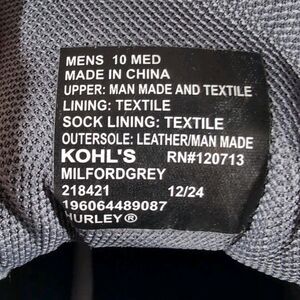 MENS 10 MED
MADE IN CHINA
UPPER: MAN MADE AND TEXTILE
LINING: TEXTILE
SOCK LINING: TEXTILE
OUTERSOLE: LEATHER/MAN MADE
KOHL'S RN#120713
MILFORDGREY
218421 12/24
196064489087
HURLEY®